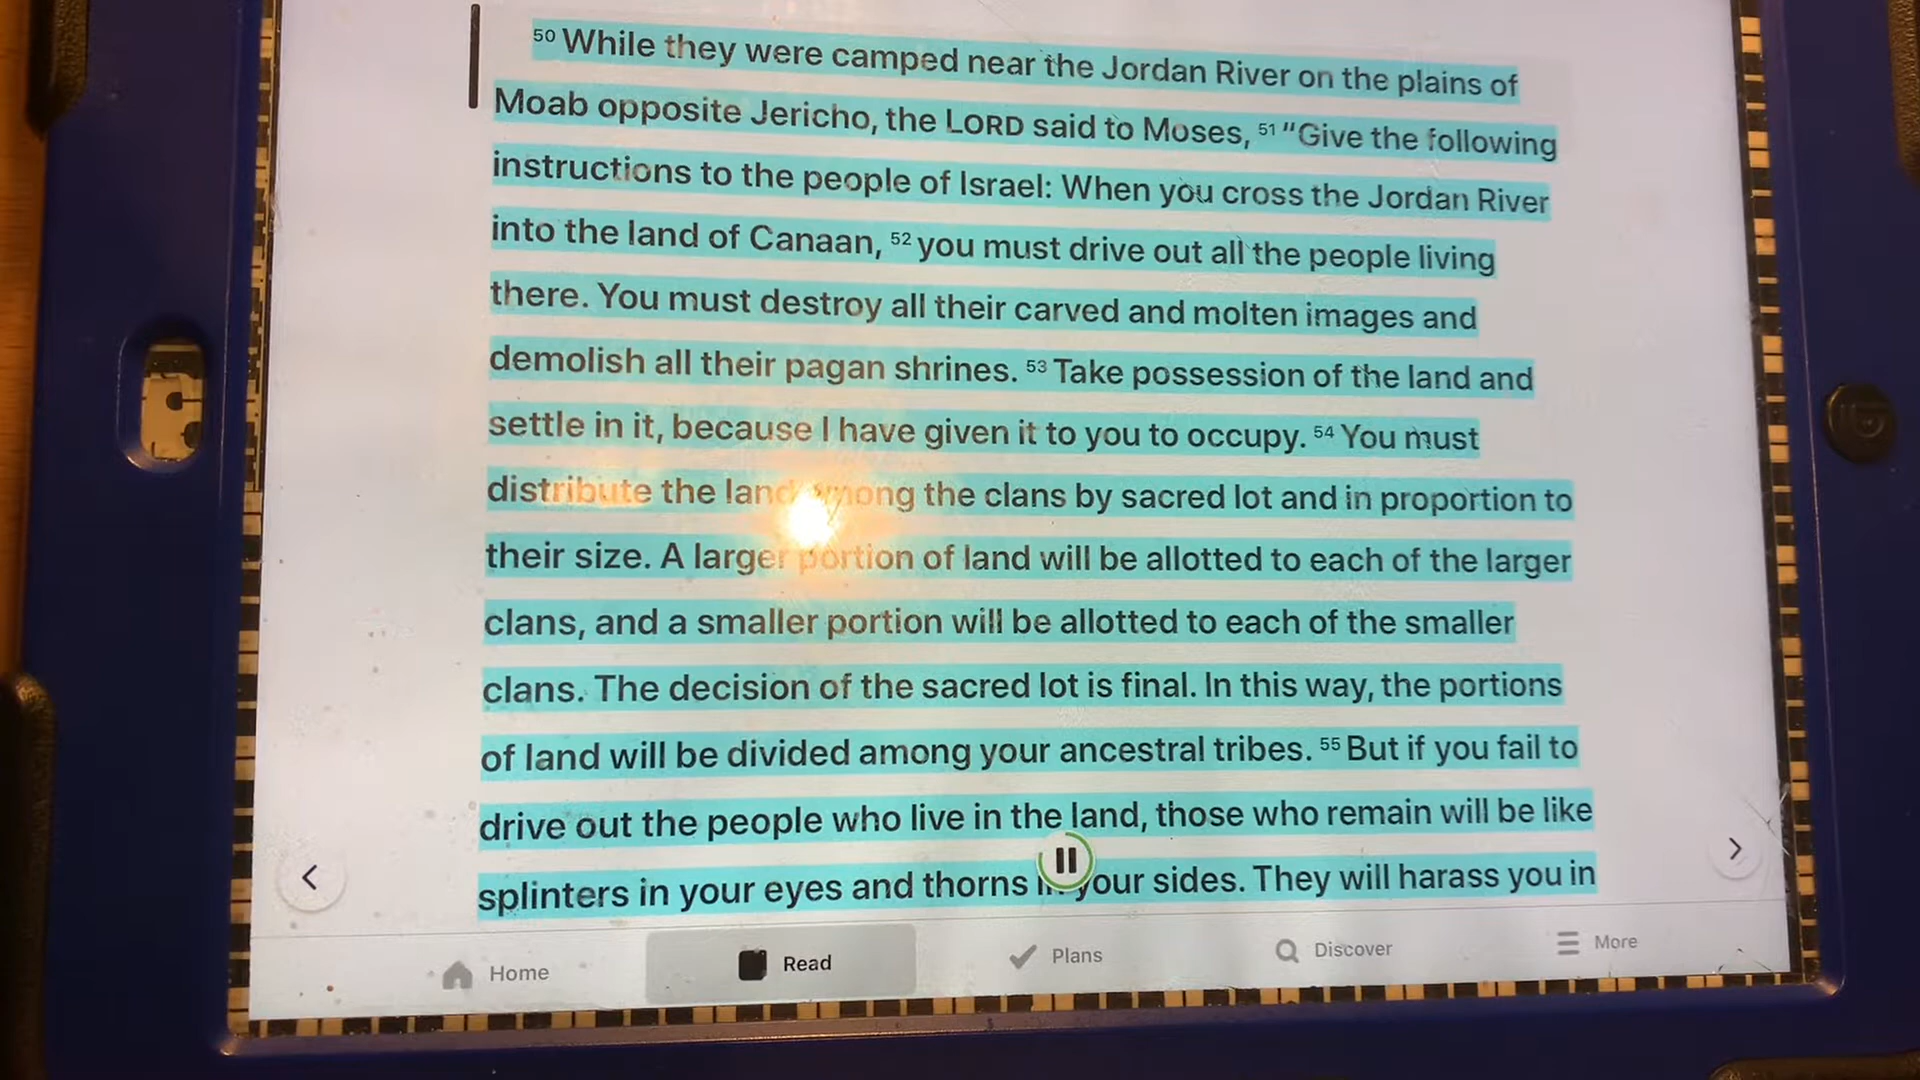 50 While they were camped near the Jordan River on the plains of
Moab opposite Jericho, the LORD said to Moses, 51 "Give the following
instructions to the people of Israel: When you cross the Jordan River
into the land of Canaan, 52 you must drive out all the people living
there. You must destroy all their carved and molten images and
demolish all their pagan shrines. 53 Take possession of the land and
settle in it, because I have given it to you to occupy. 54 You must
distribute the land among the clans by sacred lot and in proportion to
their size. A larger portion of land will be allotted to each of the larger
clans, and a smaller portion will be allotted to each of the smaller
clans. The decision of the sacred lot is final. In this way, the portions
of land will be divided among your ancestral tribes. 55 But if you fail to
drive out the people who live in the land, those who remain will be like
splinters in your eyes and thorns in your sides. They will harass you in
Home Read Plans Discover More